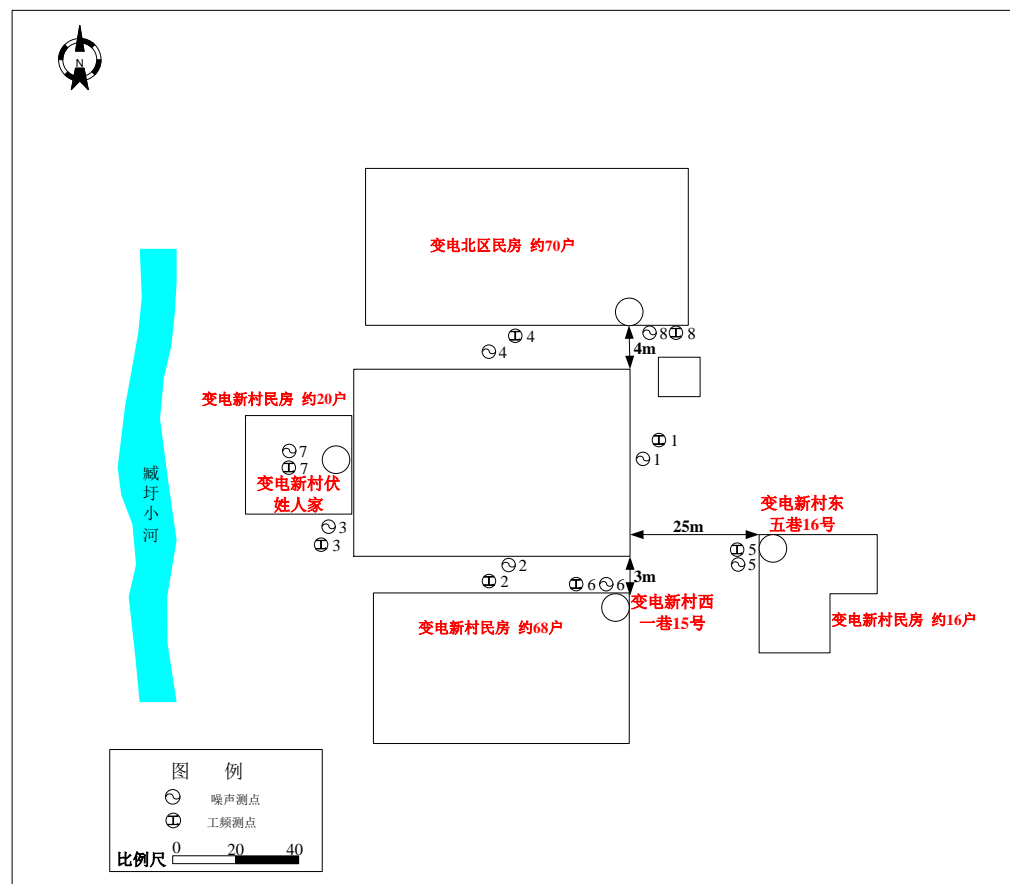 N
变电北区民房 约70户
8
8
4
4
4m
变电新村民房 约20户
1
1
7
7
变电新村伏
姓人家
臧圩小河
变电新村东
五巷16号
3
3
25m
5
5
2
2
3m
6
6
变电新村西
一巷15号
变电新村民房 约68户
变电新村民房 约16户
图 例
噪声测点
工频测点
比例尺
0
20
40